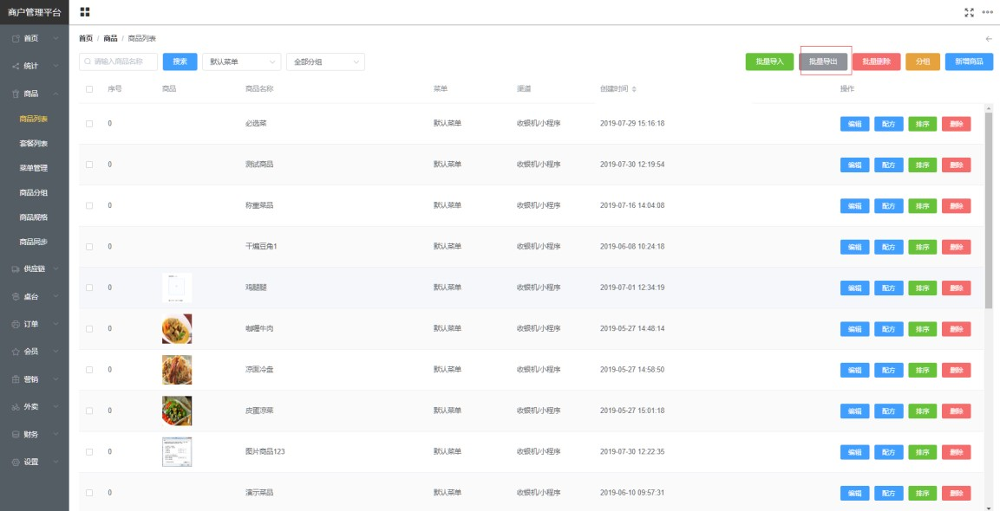 商户管理平台
首页 / 商品 / 商品列表
请输入商品名称 搜索 默认菜单 全部分组 批量导入 批量导出 批量删除 分组 新增商品
首页
统计
商品
商品列表
套餐列表
菜单管理
商品分组
商品规格
商品同步
供应链
桌台
订单
会员
营销
外卖
财务
设置
序号 商品 商品名称 菜单 渠道 创建时间 操作
0 必选菜 默认菜单 收银机/小程序 2019-07-29 15:16:18 编辑 配方 排序 删除
0 测试商品 默认菜单 收银机/小程序 2019-07-30 12:19:54 编辑 配方 排序 删除
0 称重菜品 默认菜单 收银机/小程序 2019-07-16 14:04:08 编辑 配方 排序 删除
0 干煸豆角1 默认菜单 收银机/小程序 2019-06-08 10:24:18 编辑 配方 排序 删除
0 鸡腿腿 默认菜单 收银机/小程序 2019-07-01 12:34:19 编辑 配方 排序 删除
0 咖喱牛肉 默认菜单 收银机/小程序 2019-05-27 14:48:14 编辑 配方 排序 删除
0 凉面冷盘 默认菜单 收银机/小程序 2019-05-27 14:58:50 编辑 配方 排序 删除
0 皮蛋凉菜 默认菜单 收银机/小程序 2019-05-27 15:01:18 编辑 配方 排序 删除
0 图片商品123 默认菜单 收银机/小程序 2019-07-30 12:22:35 编辑 配方 排序 删除
0 演示菜品 默认菜单 收银机/小程序 2019-06-10 09:57:31 编辑 配方 排序 删除